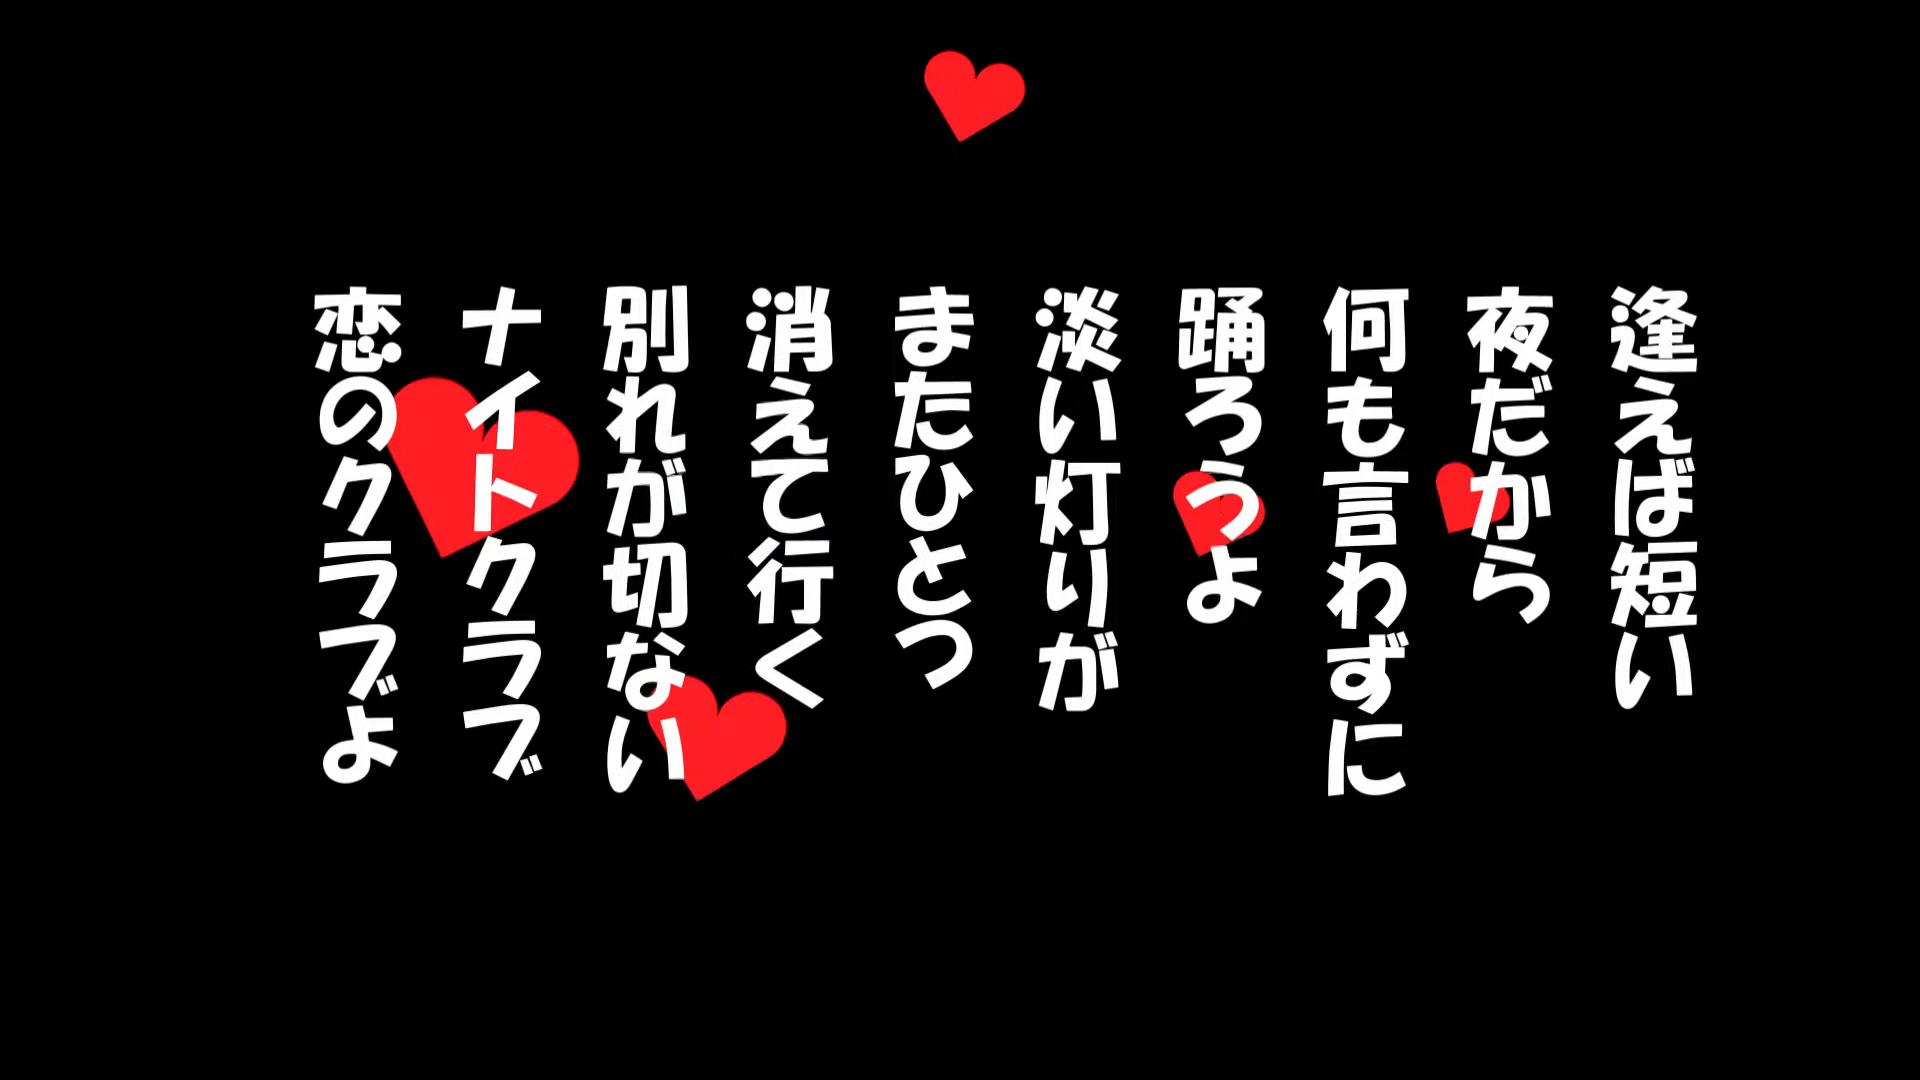 逢えば短い
夜だから
何も言わずに
踊ろうよ
淡い灯りが
またひとつ
消えて行く
別れが切ない
ナイトクラブ
恋のクラブよ